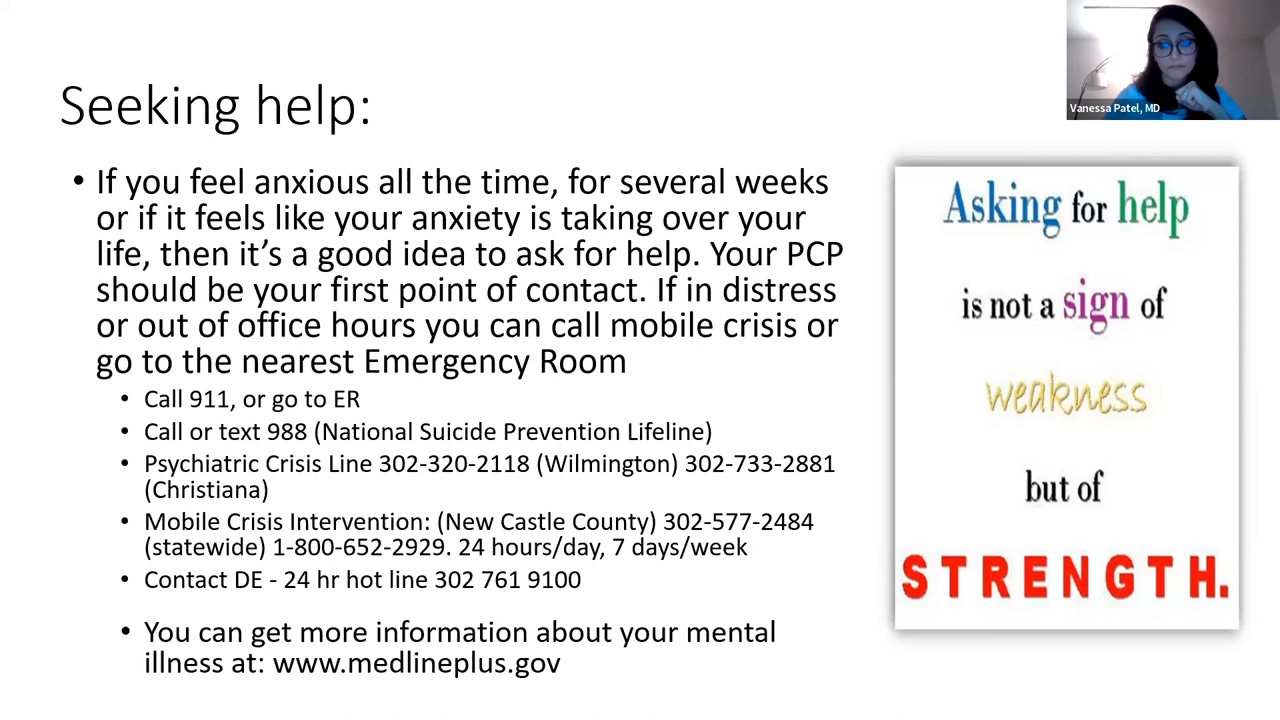 Seeking help:
• If you feel anxious all the time, for several weeks
or if it feels like your anxiety is taking over your
life, then it’s a good idea to ask for help. Your PCP
should be your first point of contact. If in distress
or out of office hours you can call mobile crisis or
go to the nearest Emergency Room
• Call 911, or go to ER
• Call or text 988 (National Suicide Prevention Lifeline)
• Psychiatric Crisis Line 302-320-2118 (Wilmington) 302-733-2881
(Christiana)
• Mobile Crisis Intervention: (New Castle County) 302-577-2484
(statewide) 1-800-652-2929. 24 hours/day, 7 days/week
• Contact DE - 24 hr hot line 302 761 9100
• You can get more information about your mental
illness at: www.medlineplus.gov
Vanessa Patel, MD
Asking for help
is not a sign of
weakness
but of
STRENGTH.